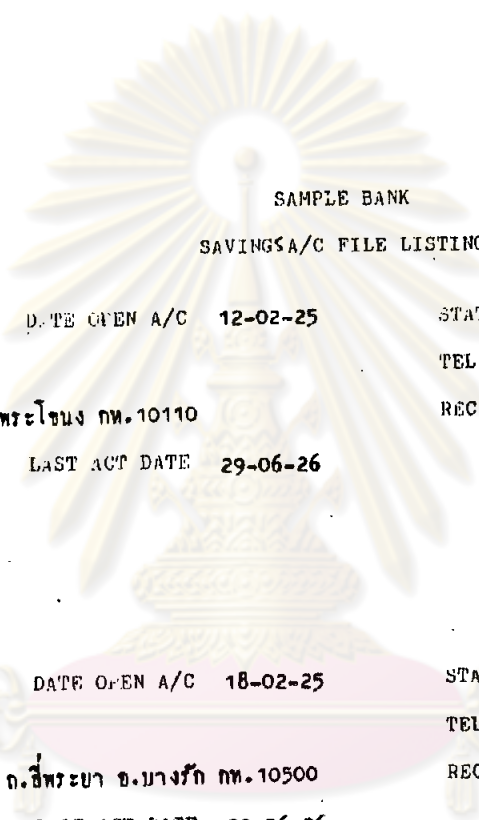 SAMPLE BANK
SAVINGS A/C FILE LISTING
DATE OPEN A/C 12-02-25 STAT
TEL
พระโขนง กท.10110 REC
LAST ACT DATE 29-06-26
DATE OPEN A/C 18-02-25 STA
TEL
ถ.สี่พระยา อ.บางรัก กท.10500 REC